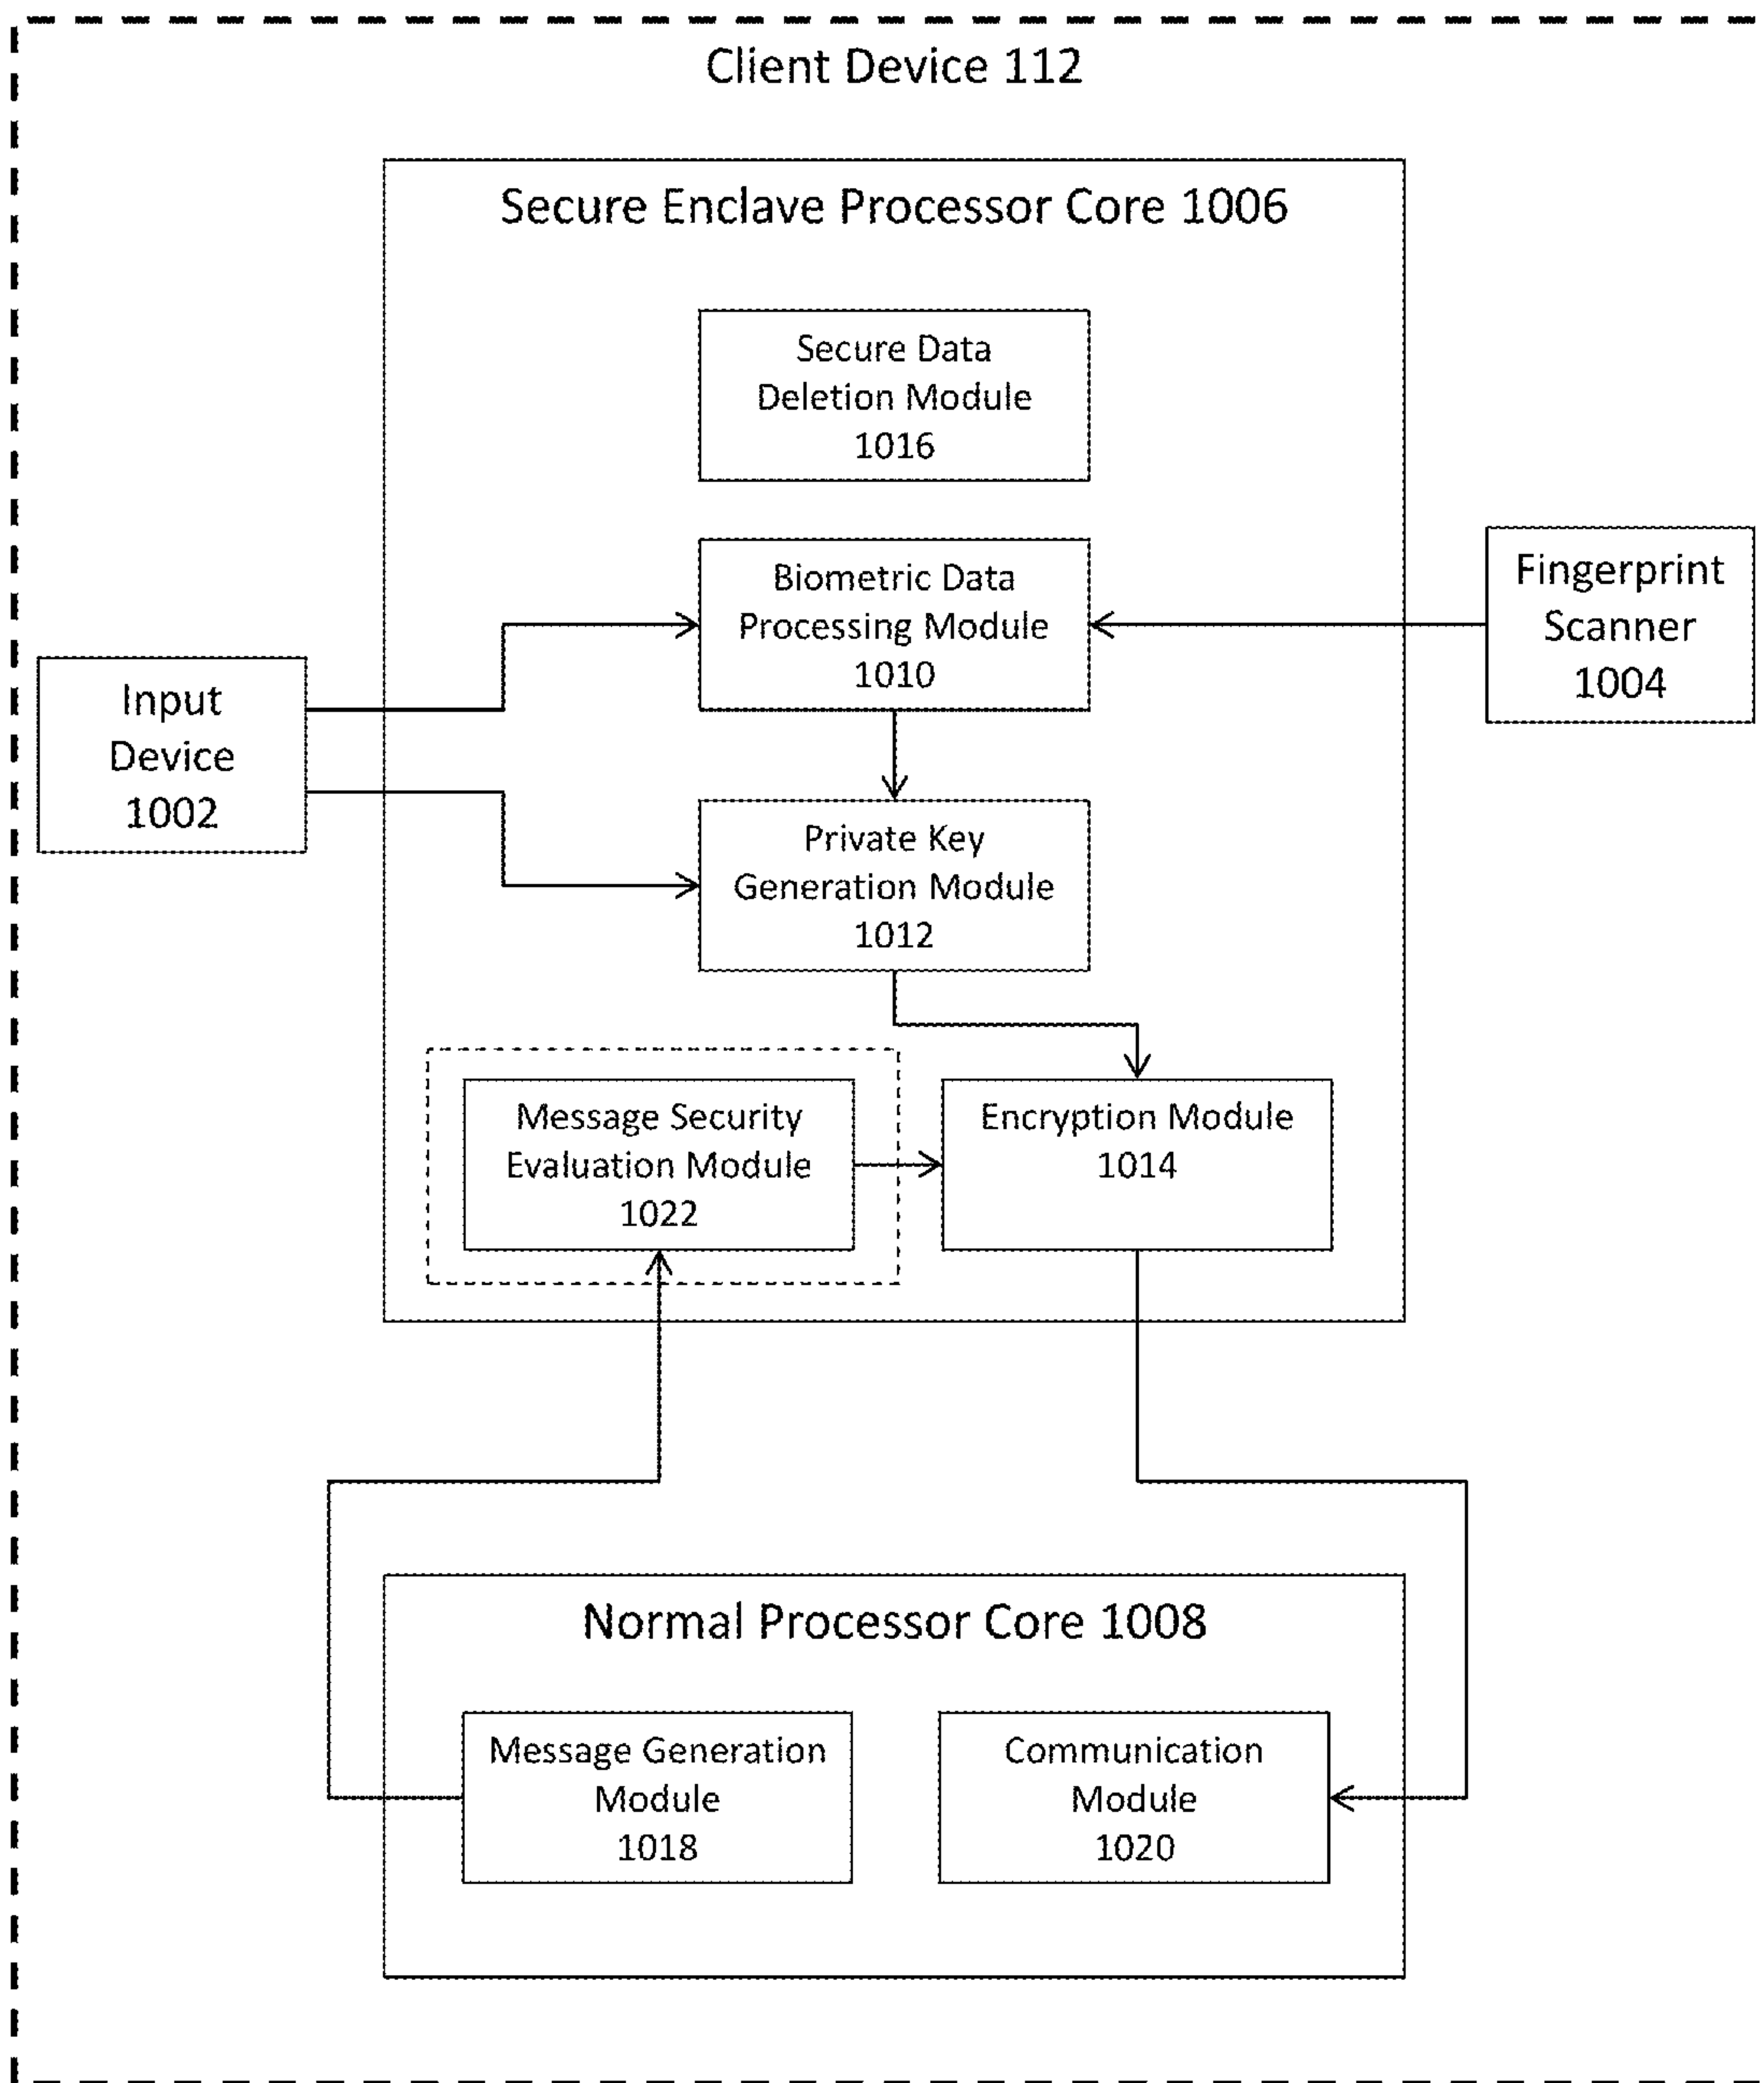 Client Device 112
Secure Enclave Processor Core 1006
Secure Data
Deletion Module
1016
Biometric Data
Processing Module
1010
Fingerprint
Scanner
1004
Input
Device
1002
Private Key
Generation Module
1012
Message Security
Evaluation Module
1022
Encryption Module
1014
Normal Processor Core 1008
Message Generation
Module
1018
Communication
Module
1020